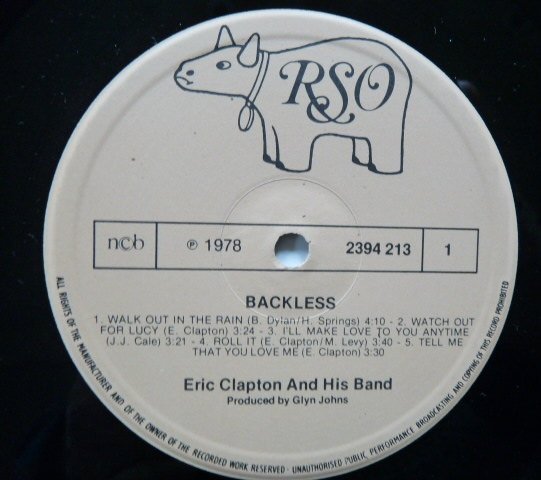 RSO
ncb
℗ 1978
2394 213
1
BACKLESS
1. WALK OUT IN THE RAIN (B. Dylan/H. Springs) 4:10 - 2. WATCH OUT
FOR LUCY (E. Clapton) 3:24 - 3. I'LL MAKE LOVE TO YOU ANYTIME
(J.J. Cale) 3:21 - 4. ROLL IT (E. Clapton/M. Levy) 3:40 - 5. TELL ME
THAT YOU LOVE ME (E. Clapton) 3:30
Eric Clapton And His Band
Produced by Glyn Johns
ALL RIGHTS OF THE MANUFACTURER AND OF THE OWNER OF THE RECORDED WORK RESERVED · UNAUTHORISED PUBLIC PERFORMANCE BROADCASTING AND COPYING OF THIS RECORD PROHIBITED